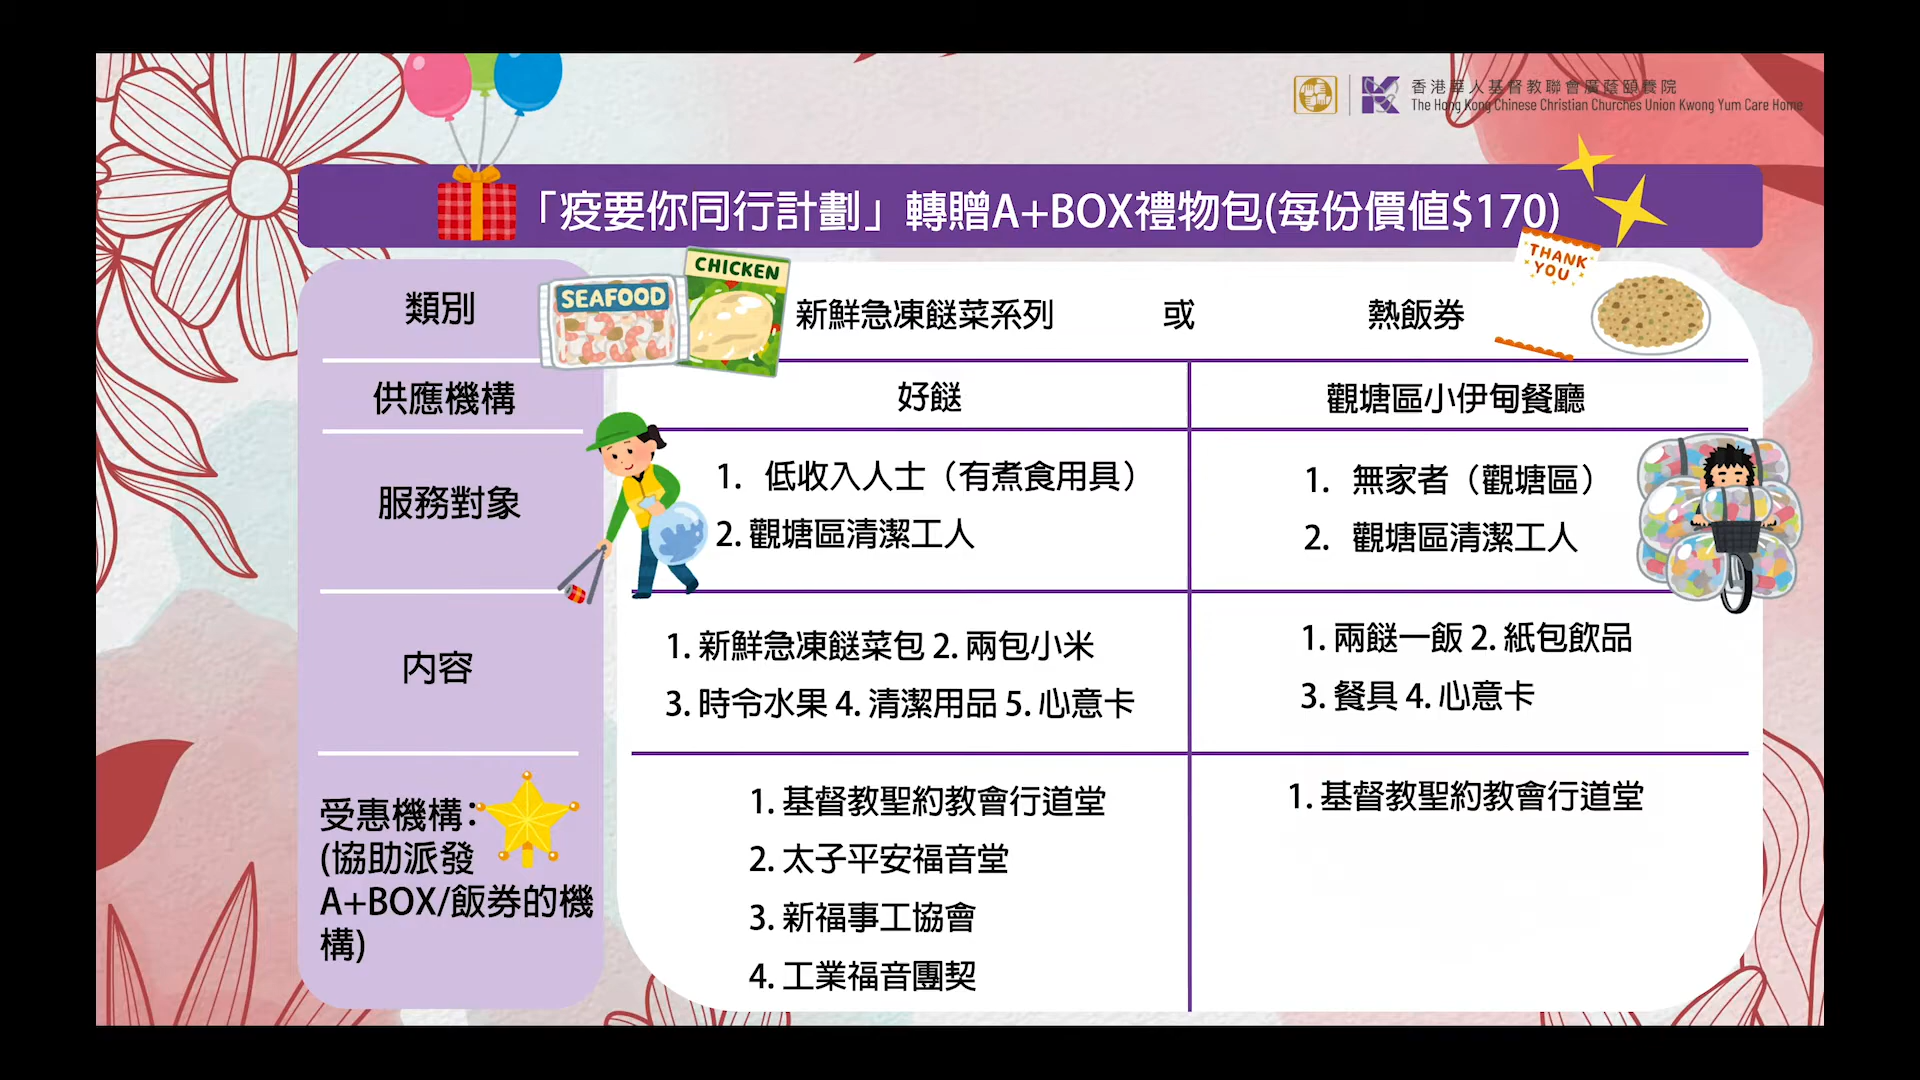 香港華人基督教聯會廣蔭頤養院
The Hong Kong Chinese Christian Churches Union Kwong Yum Care Home
「疫要你同行計劃」轉贈A+BOX禮物包(每份價值$170)
類別
SEAFOOD
CHICKEN
新鮮急凍餸菜系列 或 熱飯券
THANK
YOU
供應機構
好餸
觀塘區小伊甸餐廳
服務對象
1. 低收入人士（有煮食用具）
2. 觀塘區清潔工人
1. 無家者（觀塘區）
2. 觀塘區清潔工人
內容
1. 新鮮急凍餸菜包 2. 兩包小米
3. 時令水果 4. 清潔用品 5. 心意卡
1. 兩餸一飯 2. 紙包飲品
3. 餐具 4. 心意卡
受惠機構：
(協助派發
A+BOX/飯券的機
構)
1. 基督教聖約教會行道堂
2. 太子平安福音堂
3. 新福事工協會
4. 工業福音團契
1. 基督教聖約教會行道堂